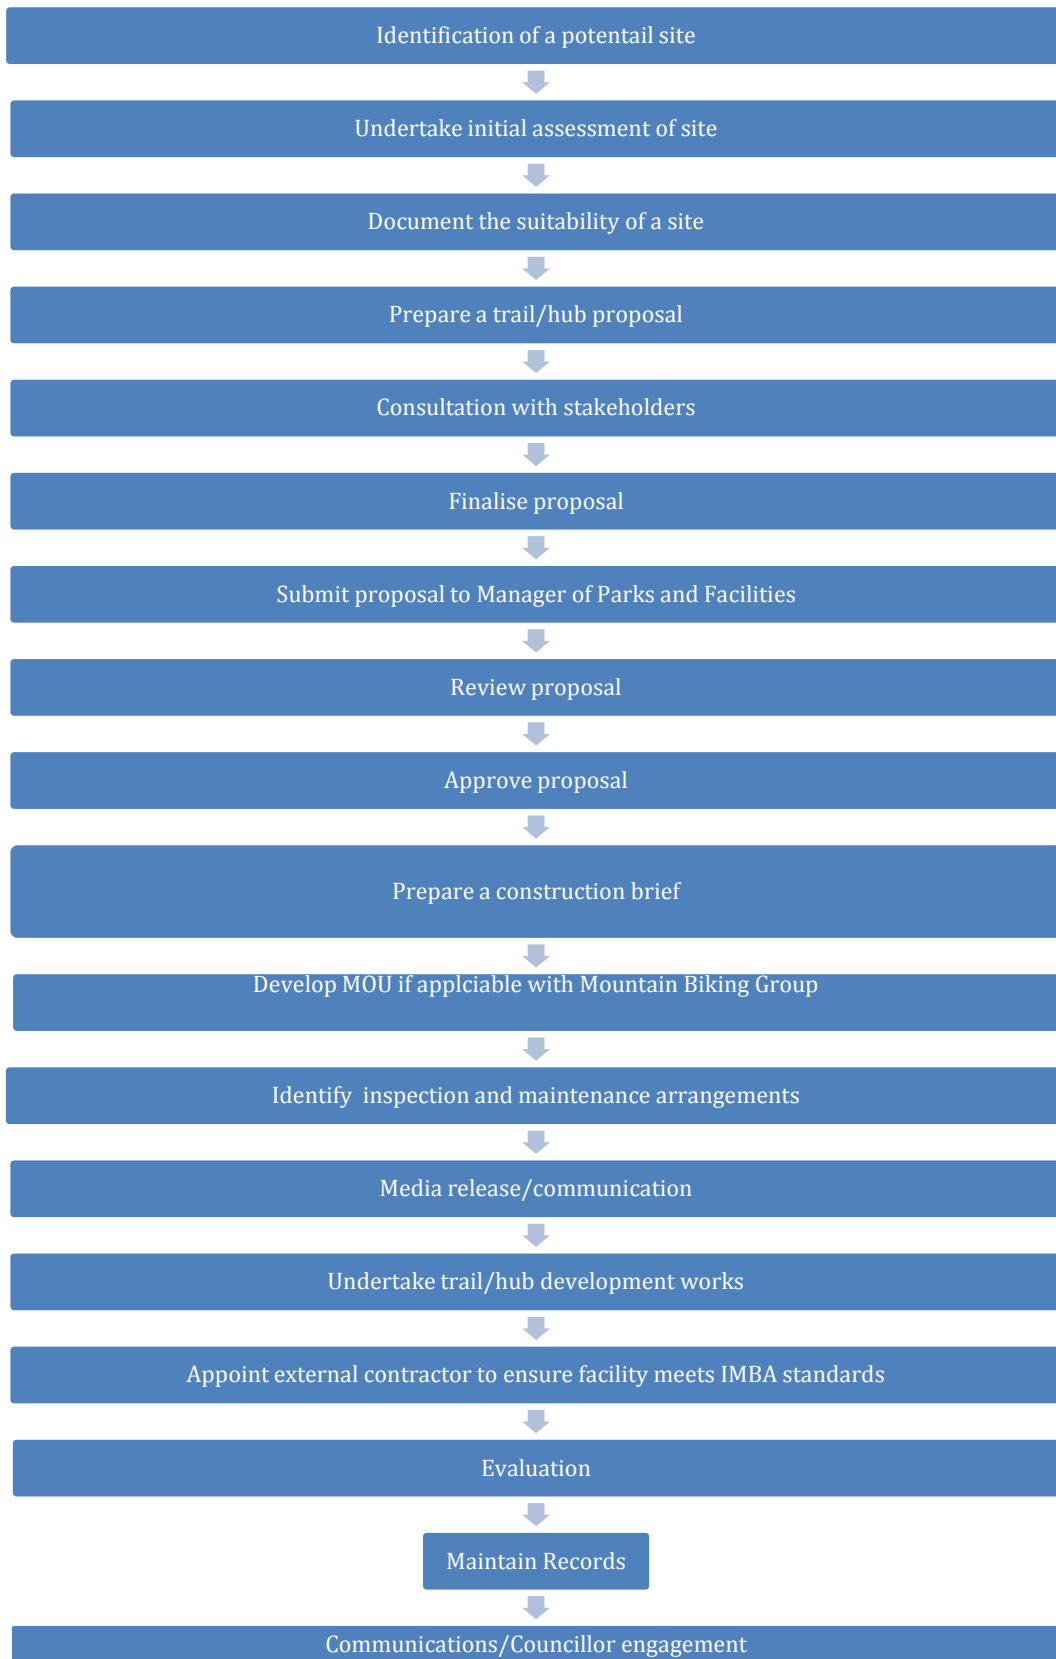 Identification of a potentail site
Undertake initial assessment of site
Document the suitability of a site
Prepare a trail/hub proposal
Consultation with stakeholders
Finalise proposal
Submit proposal to Manager of Parks and Facilities
Review proposal
Approve proposal
Prepare a construction brief
Develop MOU if applciable with Mountain Biking Group
Identify  inspection and maintenance arrangements
Media release/communication
Undertake trail/hub development works
Appoint external contractor to ensure facility meets IMBA standards
Evaluation
Maintain Records
Communications/Councillor engagement